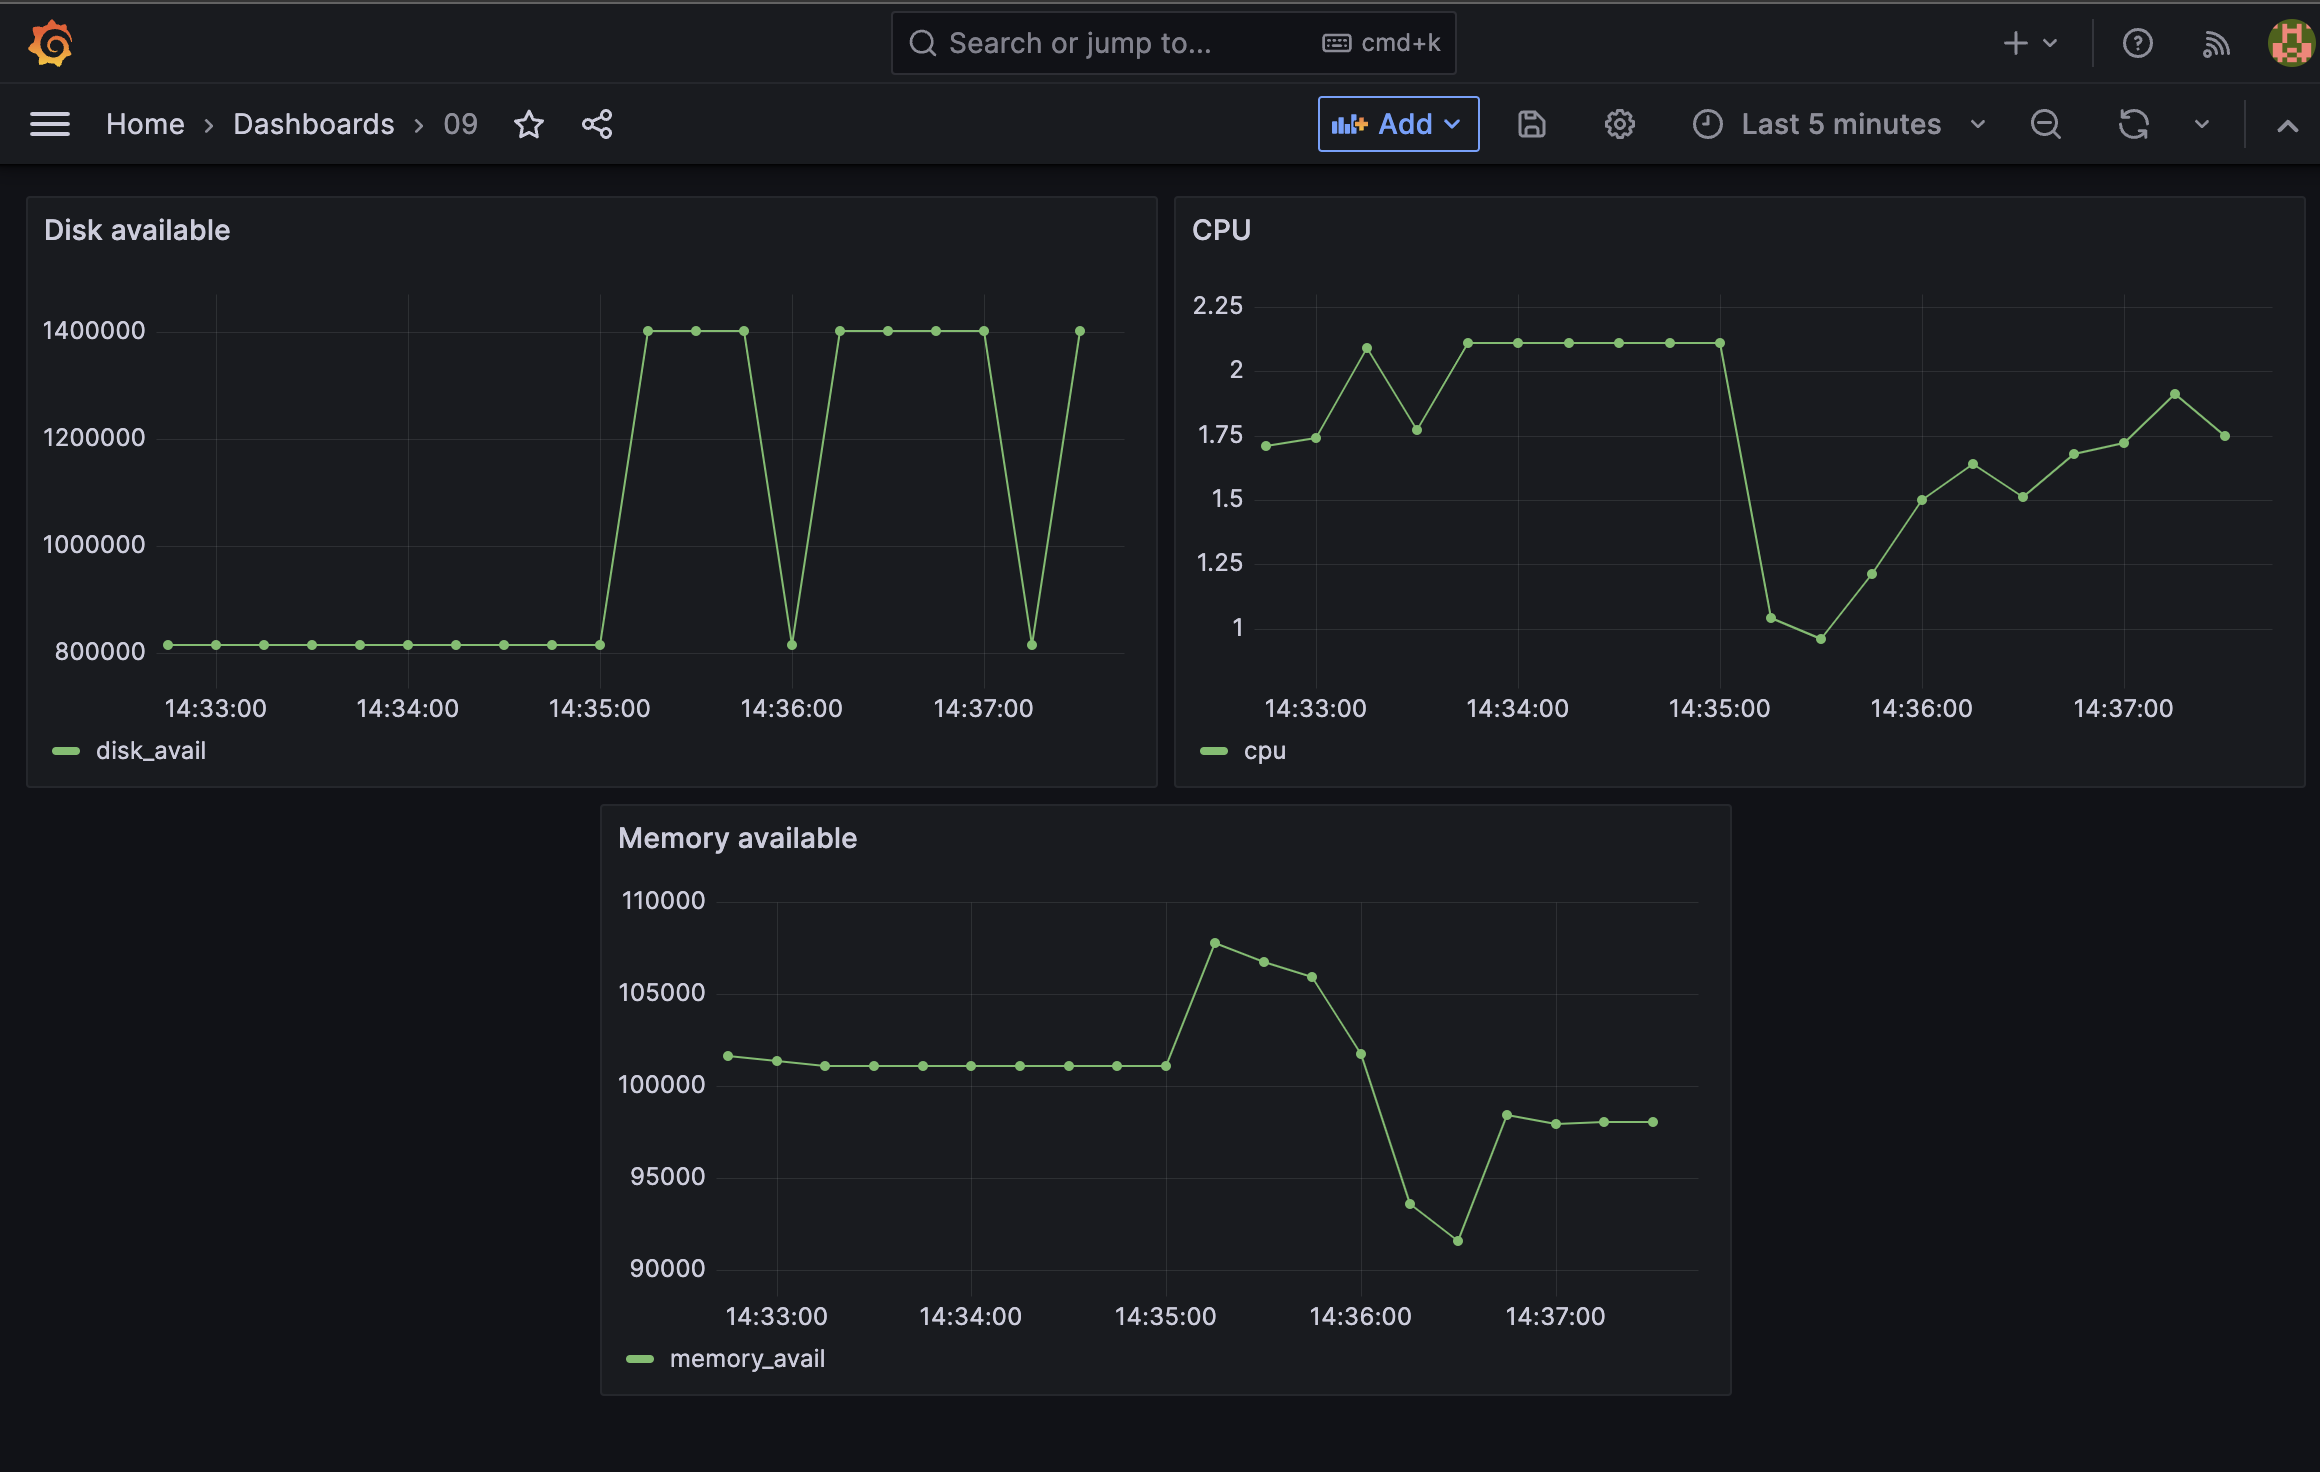 Search or jump to... cmd+k
Home › Dashboards › 09 Add Last 5 minutes
Disk available
1400000
1200000
1000000
800000
14:33:00 14:34:00 14:35:00 14:36:00 14:37:00
disk_avail
CPU
2.25
2
1.75
1.5
1.25
1
14:33:00 14:34:00 14:35:00 14:36:00 14:37:00
cpu
Memory available
110000
105000
100000
95000
90000
14:33:00 14:34:00 14:35:00 14:36:00 14:37:00
memory_avail